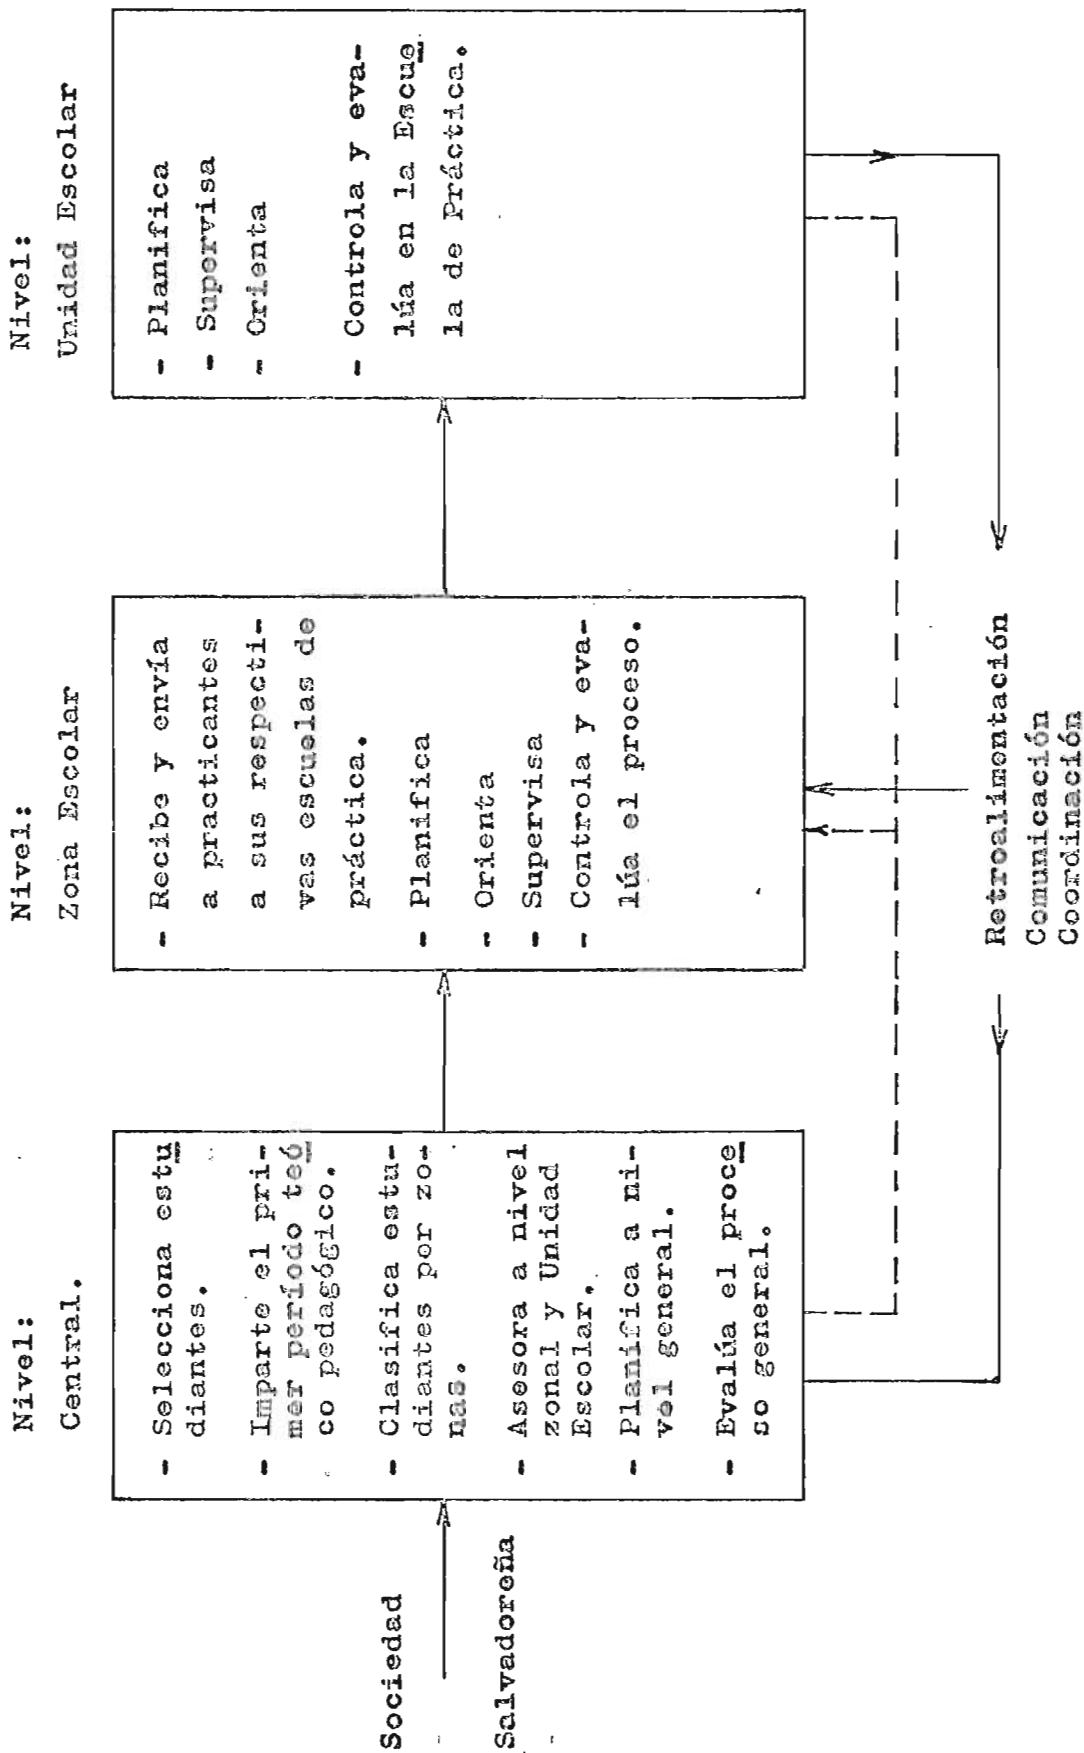 Nivel:
Central.
- Selecciona estu
diantes.
- Imparte el pri-
mer período teó
co pedagógico.
- Clasifica estu-
diantes por zo-
nas.
- Asesora a nivel
zonal y Unidad
Escolar.
- Planifica a ni-
vel general.
- Evalúa el proce
so general.
Nivel:
Zona Escolar
- Recibe y envía
a practicantes
a sus respecti-
vas escuelas de
práctica.
- Planifica
- Orienta
- Supervisa
- Controla y eva-
lúa el proceso.
Nivel:
Unidad Escolar
- Planifica
- Supervisa
- Orienta
- Controla y eva-
lúa en la Escue
la de Práctica.
Sociedad
Salvadoreña
Retroalimentación
Comunicación
Coordinación